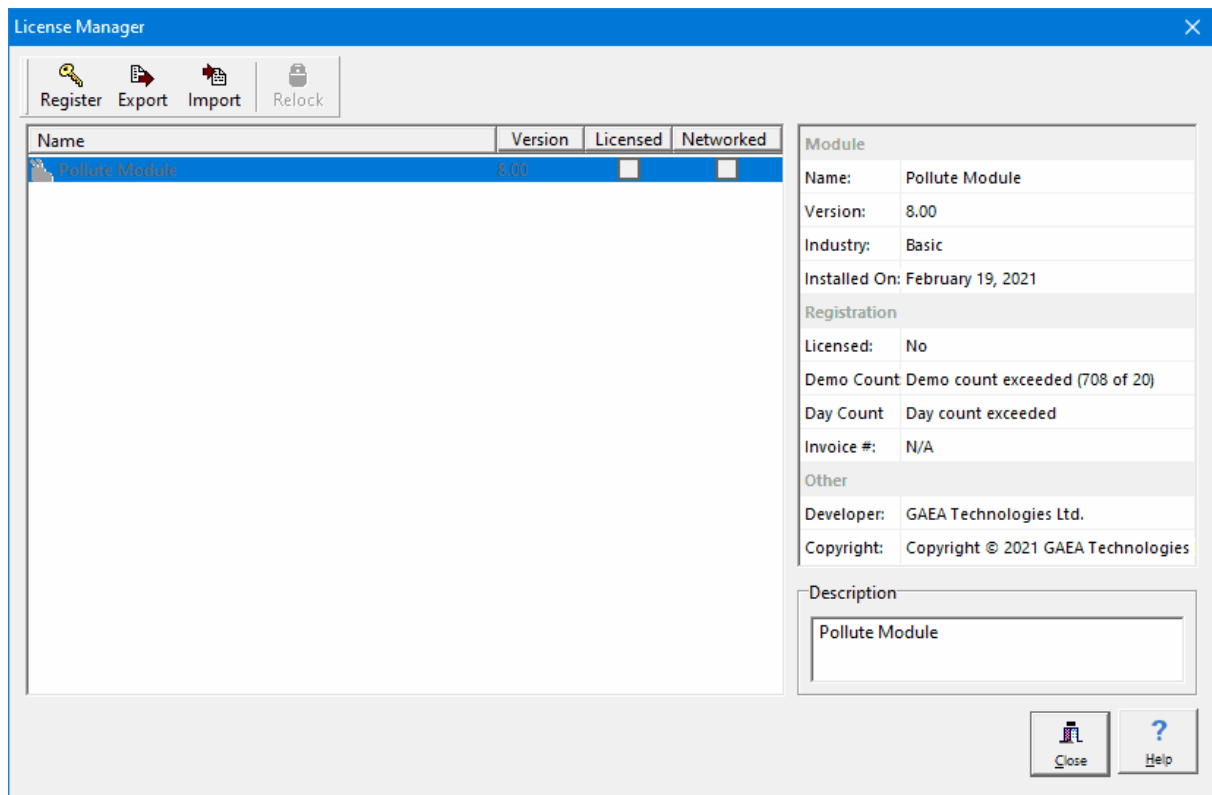 License Manager
Register Export Import Relock
Name Version Licensed Networked
Pollute Module 8.00
Module
Name: Pollute Module
Version: 8.00
Industry: Basic
Installed On: February 19, 2021
Registration
Licensed: No
Demo Count Demo count exceeded (708 of 20)
Day Count Day count exceeded
Invoice #: N/A
Other
Developer: GAEA Technologies Ltd.
Copyright: Copyright © 2021 GAEA Technologies
Description
Pollute Module
Close
? Help